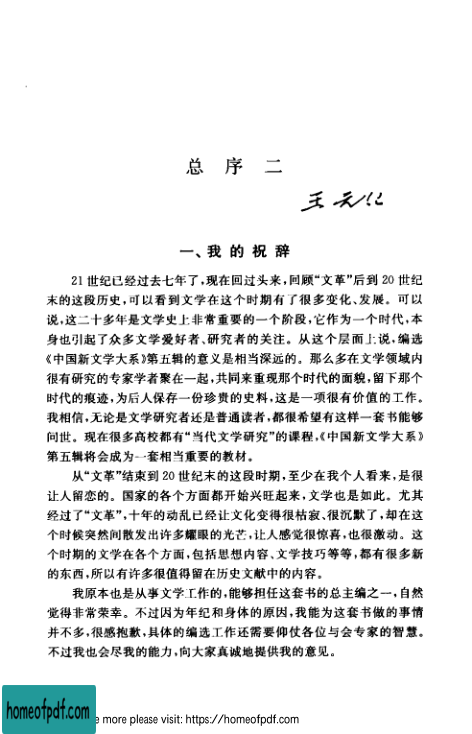 总 序 二
王元化
一、我 的 祝 辞
21 世纪已经过去七年了，现在回过头来，回顾“文革”后到 20 世纪
末的这段历史，可以看到文学在这个时期有了很多变化、发展。可以
说，这二十多年是文学史上非常重要的一个阶段，它作为一个时代，本
身也引起了众多文学爱好者、研究者的关注。从这个层面上说，编选
《中国新文学大系》第五辑的意义是相当深远的。那么多在文学领域内
很有研究的专家学者聚在一起，共同来重现那个时代的面貌，留下那个
时代的痕迹，为后人保存一份珍贵的史料，这是一项很有价值的工作。
我相信，无论是文学研究者还是普通读者，都很希望有这样一套书能够
问世。现在很多高校都有“当代文学研究”的课程，《中国新文学大系》
第五辑将会成为一套相当重要的教材。
从“文革”结束到 20 世纪末的这段时期，至少在我个人看来，是很
让人留恋的。国家的各个方面都开始兴旺起来，文学也是如此。尤其
经过了“文革”，十年的动乱已经让文化变得很枯寂、很沉默了，却在这
个时候突然间散发出许多耀眼的光芒，让人感觉很惊喜，也很激动。这
个时期的文学在各个方面，包括思想内容、文学技巧等等，都有很多新
的东西，所以有许多很值得留在历史文献中的内容。
我原本也是从事文学工作的，能够担任这套书的总主编之一，自然
觉得非常荣幸。不过因为年纪和身体的原因，我能为这套书做的事情
并不多，很感抱歉，具体的编选工作还需要仰仗各位与会专家的智慧。
不过我也会尽我的能力，向大家真诚地提供我的意见。
homeofpdf.com
e more please visit: https://homeofpdf.com